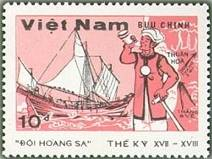 Việt Nam
BƯU CHÍNH
THUẬN HÓA
10đ
"ĐỘI HOÀNG SA" THẾ KỶ XVII - XVIII